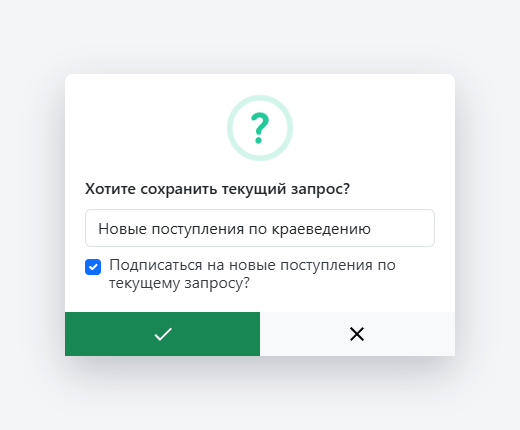 Хотите сохранить текущий запрос?
Новые поступления по краеведению
Подписаться на новые поступления по
текущему запросу?